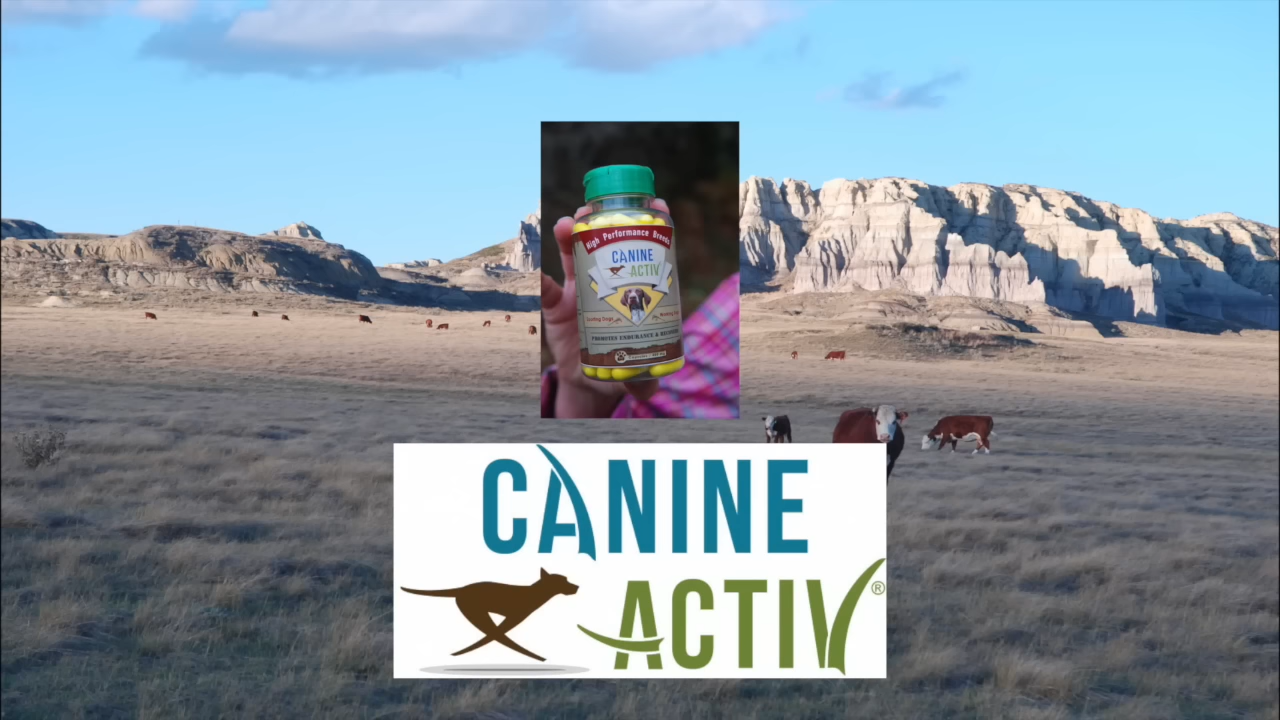 High Performance Breeds
CANINE
ACTIV
PROMOTES ENDURANCE & RECOVERY
CANINE
ACTIV®